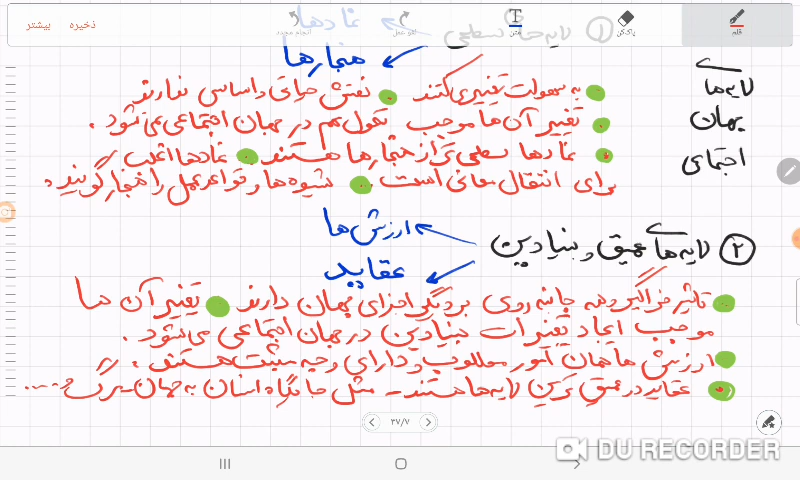 ذخیره بیشتر
انجام مجدد لغو عمل متن پاک‌کن قلم
① لایه‌های سطحی نمادها
هنجارها
لایه‌های
جهان
اجتماعی
به سهولت تغییر می‌کنند نقش حیاتی و اساسی ندارند
تغییر آن‌ها موجب تحول مهم در جهان اجتماعی نمی‌شود.
نمادها سطحی‌تر از هنجارها هستند نمادها اغلب
برای انتقال معانی است. شیوه‌ها و قواعد عمل را هنجار گویند.
② لایه‌های عمیق و بنیادین ارزش‌ها
عقاید
تاثیر فراگیر و همه جانبه روی بر دیگر اجزای جهان دارند تغییر آن‌ها
موجب ایجاد تغییرات بنیادین در جهان اجتماعی می‌شود.
ارزش‌ها همان امور مطلوب و دارای وجه مثبت هستند.
عقاید در عمیق‌ترین لایه‌ها هستند - مثل جایگاه انسان به جهان - مرگ و....
۳۷/۷
DU RECORDER